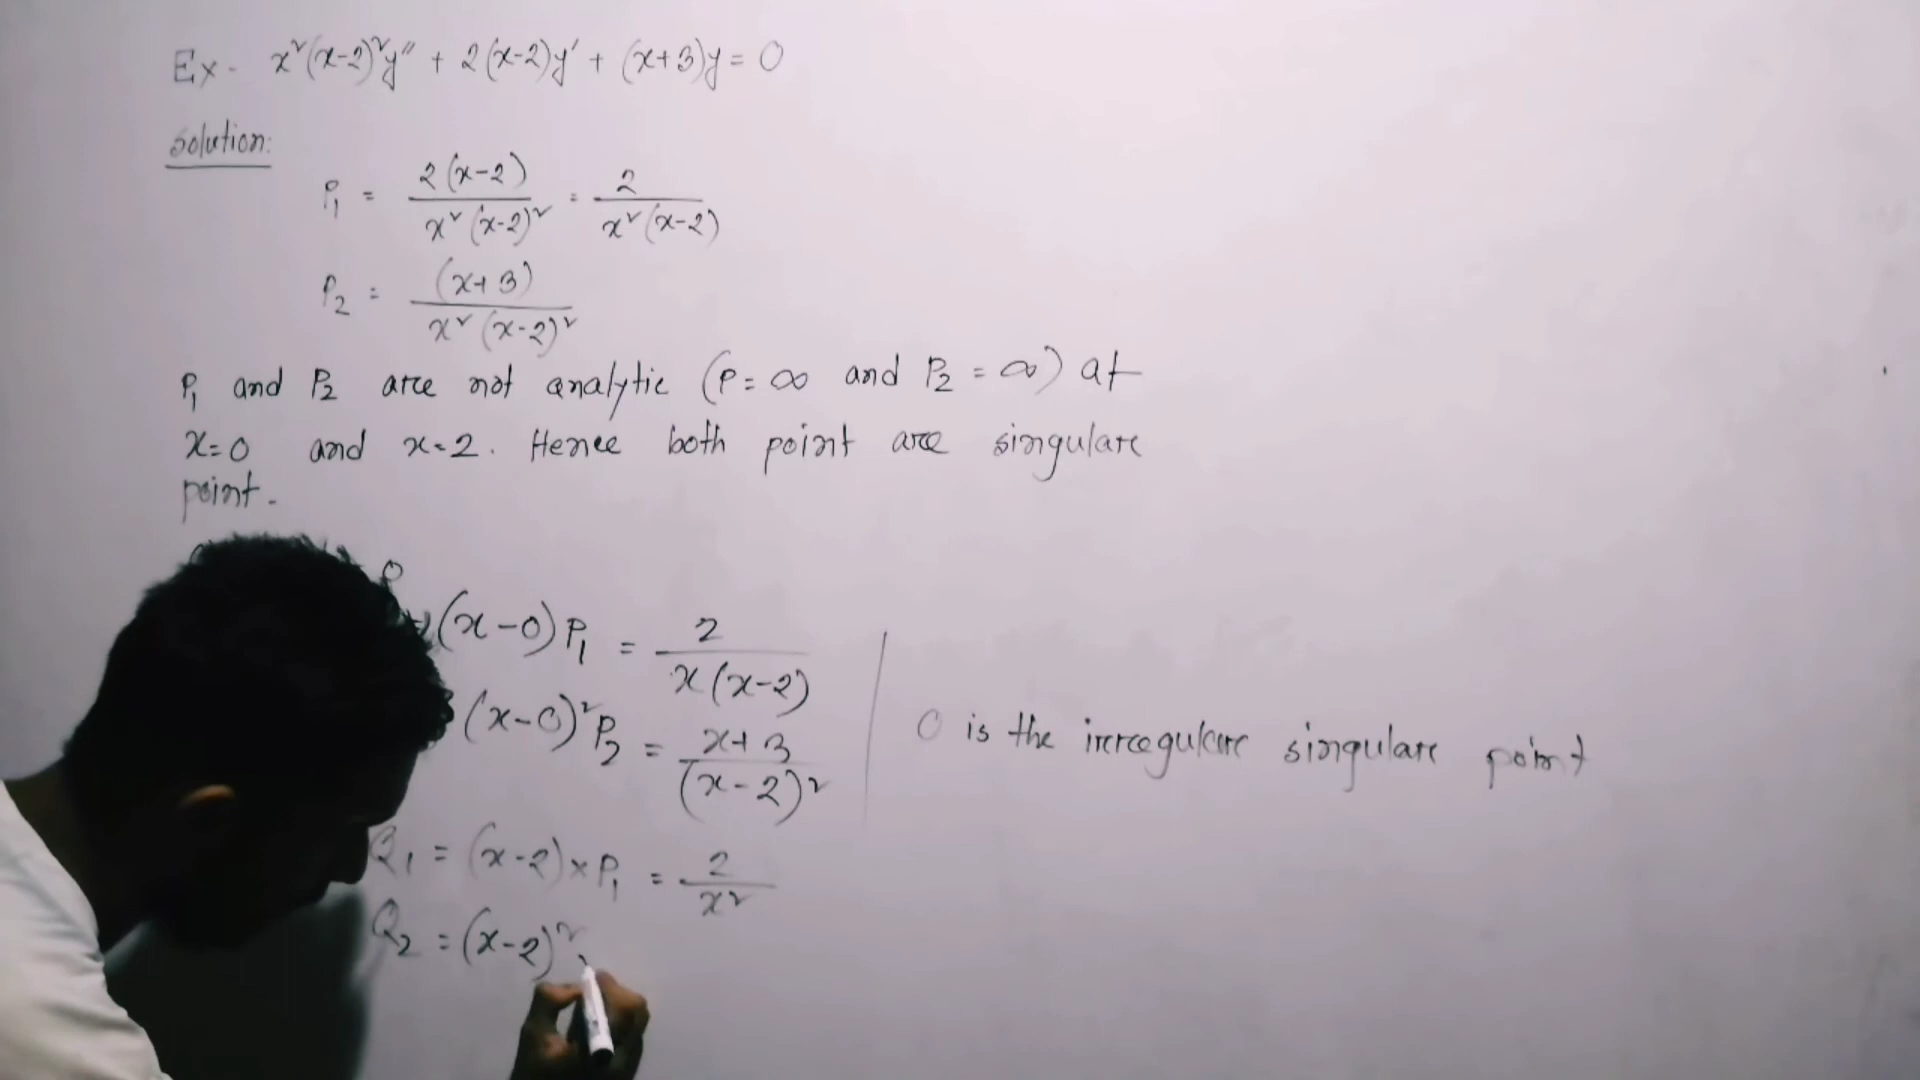 Ex - x²(x-2)²y'' + 2(x-2)y' + (x+3)y = 0
Solution:
P₁ = 2(x-2) / x²(x-2)² = 2 / x²(x-2)
P₂ = (x+3) / x²(x-2)²
P₁ and P₂ are not analytic (P = ∞ and P₂ = ∞) at
x=0 and x=2. Hence both point are singular
point.
(x-0)P₁ = 2 / x(x-2)
(x-0)²P₂ = x+3 / (x-2)²
0 is the irregular singular point
Q₁ = (x-2)×P₁ = 2 / x²
Q₂ = (x-2)²